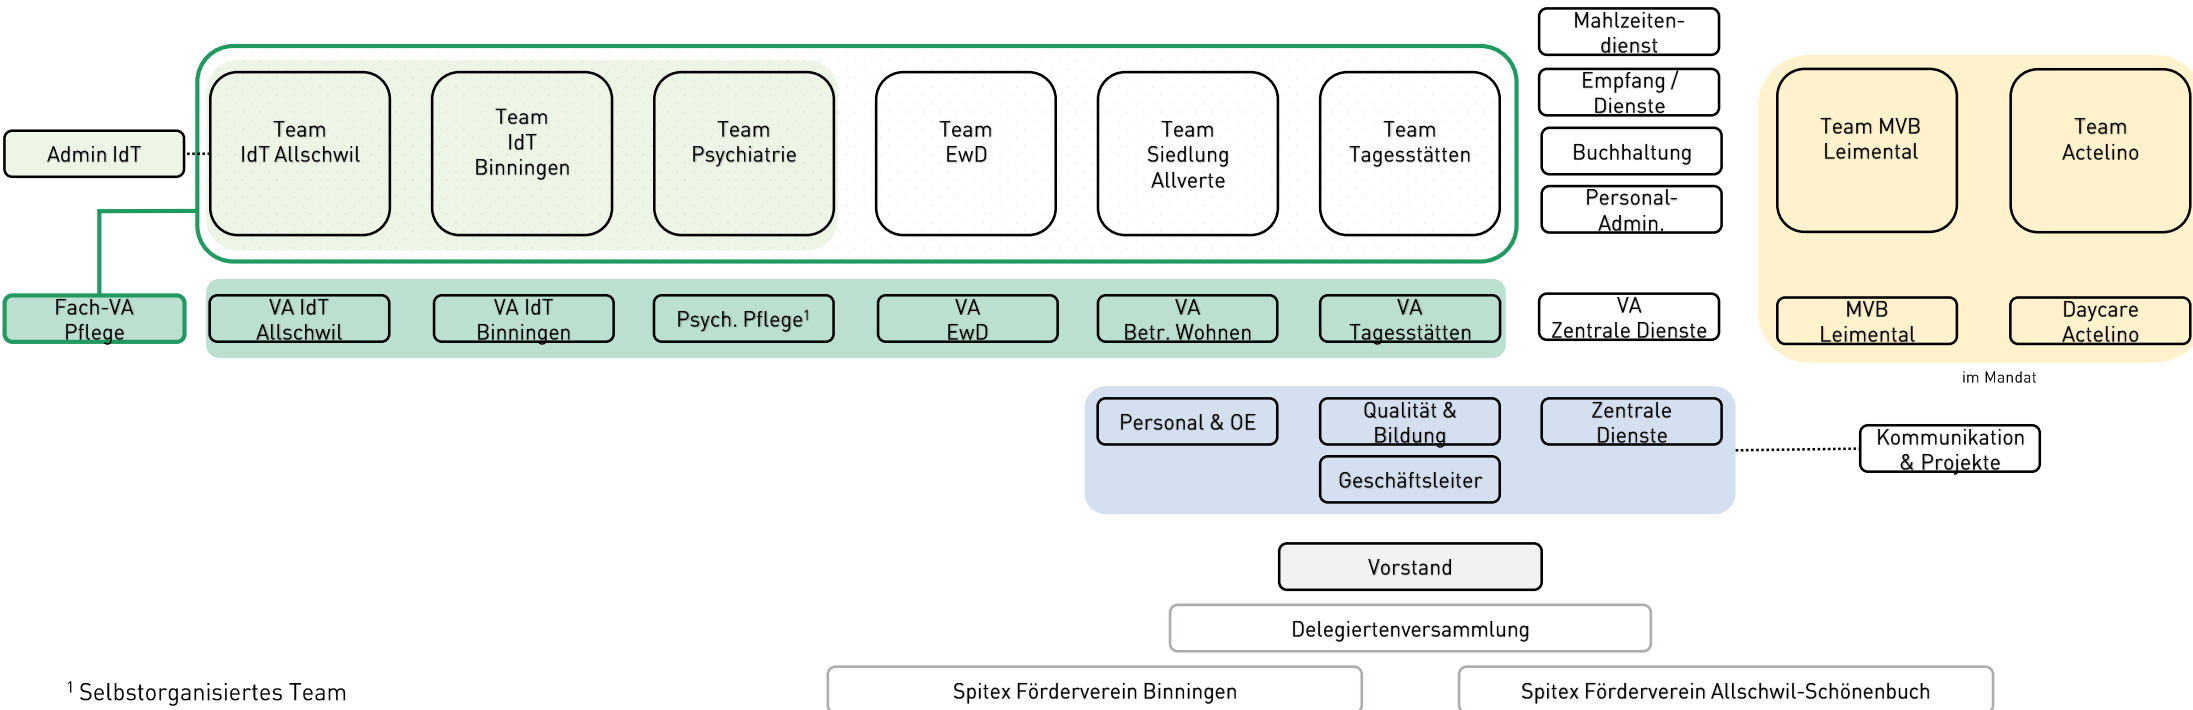 Mahlzeiten-
dienst
Empfang /
Dienste
Buchhaltung
Personal-
Admin.
Admin IdT
Team
IdT Allschwil
Team
IdT
Binningen
Team
Psychiatrie
Team
EwD
Team
Siedlung
Allverte
Team
Tagesstätten
Team MVB
Leimental
Team
Actelino
Fach-VA
Pflege
VA IdT
Allschwil
VA IdT
Binningen
Psych. Pflege¹
VA
EwD
VA
Betr. Wohnen
VA
Tagesstätten
VA
Zentrale Dienste
MVB
Leimental
Daycare
Actelino
im Mandat
Personal & OE
Qualität &
Bildung
Zentrale
Dienste
Geschäftsleiter
Kommunikation
& Projekte
Vorstand
Delegiertenversammlung
¹ Selbstorganisiertes Team
Spitex Förderverein Binningen
Spitex Förderverein Allschwil-Schönenbuch